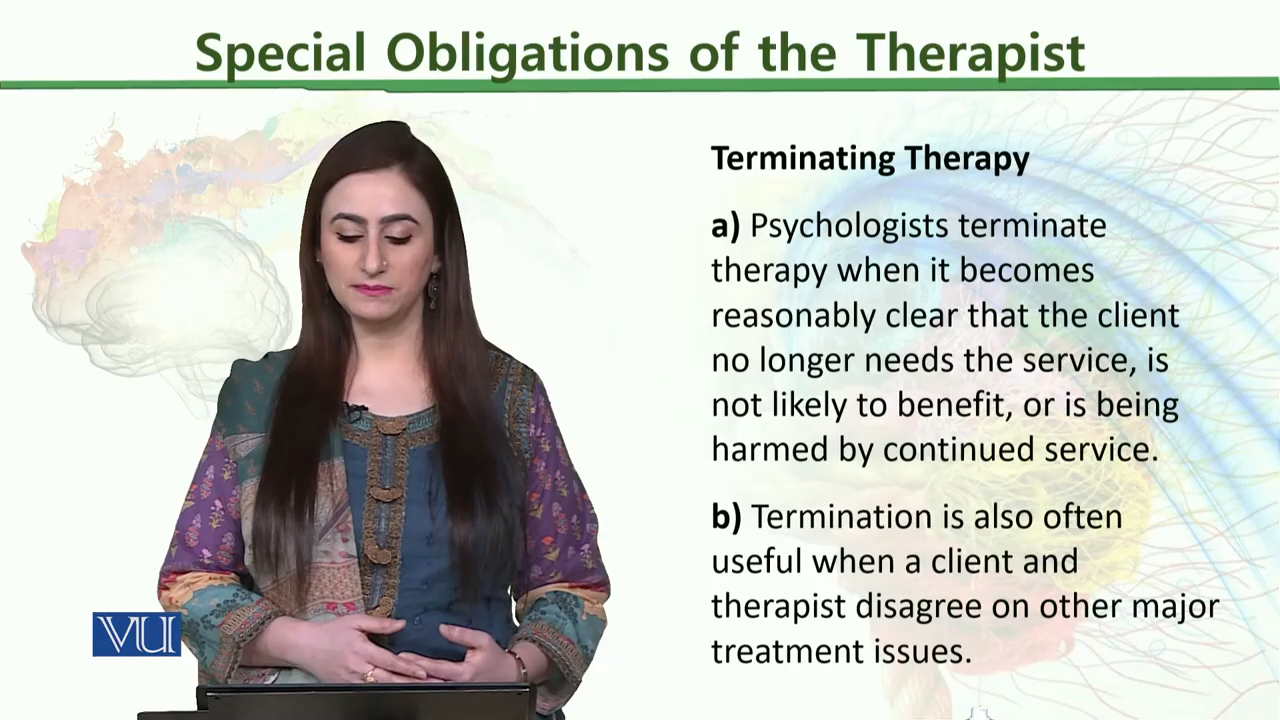 Special Obligations of the Therapist
Terminating Therapy
a) Psychologists terminate
therapy when it becomes
reasonably clear that the client
no longer needs the service, is
not likely to benefit, or is being
harmed by continued service.
b) Termination is also often
useful when a client and
therapist disagree on other major
treatment issues.
VU